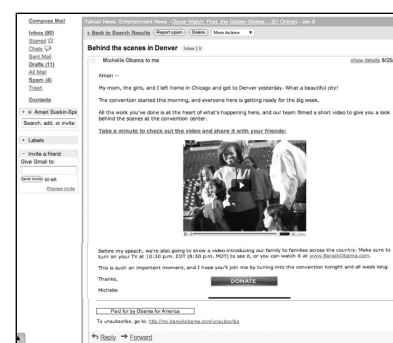 Compose Mail
Inbox (90)
Starred
Chats
Sent Mail
Drafts (11)
All Mail
Spam (4)
Trash
Contacts
Search, add, or invite
+ Labels
− Invite a friend
Give Gmail to:
Send Invite 50 left
Preview Invite
Yahoo! News: Entertainment News - Oscar Watch: First, the Golden Globes... (E! Online) - Jan 9
« Back to Search Results Report spam Delete More Actions
Behind the scenes in Denver Inbox | X
Michelle Obama to me show details 8/25/
Amari --
My mom, the girls, and I left home in Chicago and got to Denver yesterday. What a beautiful city!
The convention started this morning, and everyone here is getting ready for the big week.
All the work you've done is at the heart of what's happening here, and our team filmed a short video to give you a look
behind the scenes at the convention center.
Take a minute to check out the video and share it with your friends:
Before my speech, we're also going to show a video introducing our family to families across the country. Make sure to
turn on your TV at 10:30 p.m. EDT (8:30 p.m. MDT) to see it, or you can watch it at www.BarackObama.com.
This is such an important moment, and I hope you'll join me by tuning into the convention tonight and all week long.
Thanks,
Michelle
DONATE
Paid for by Obama for America
To unsubscribe, go to: http://my.barackobama.com/unsubscribe
Reply Forward